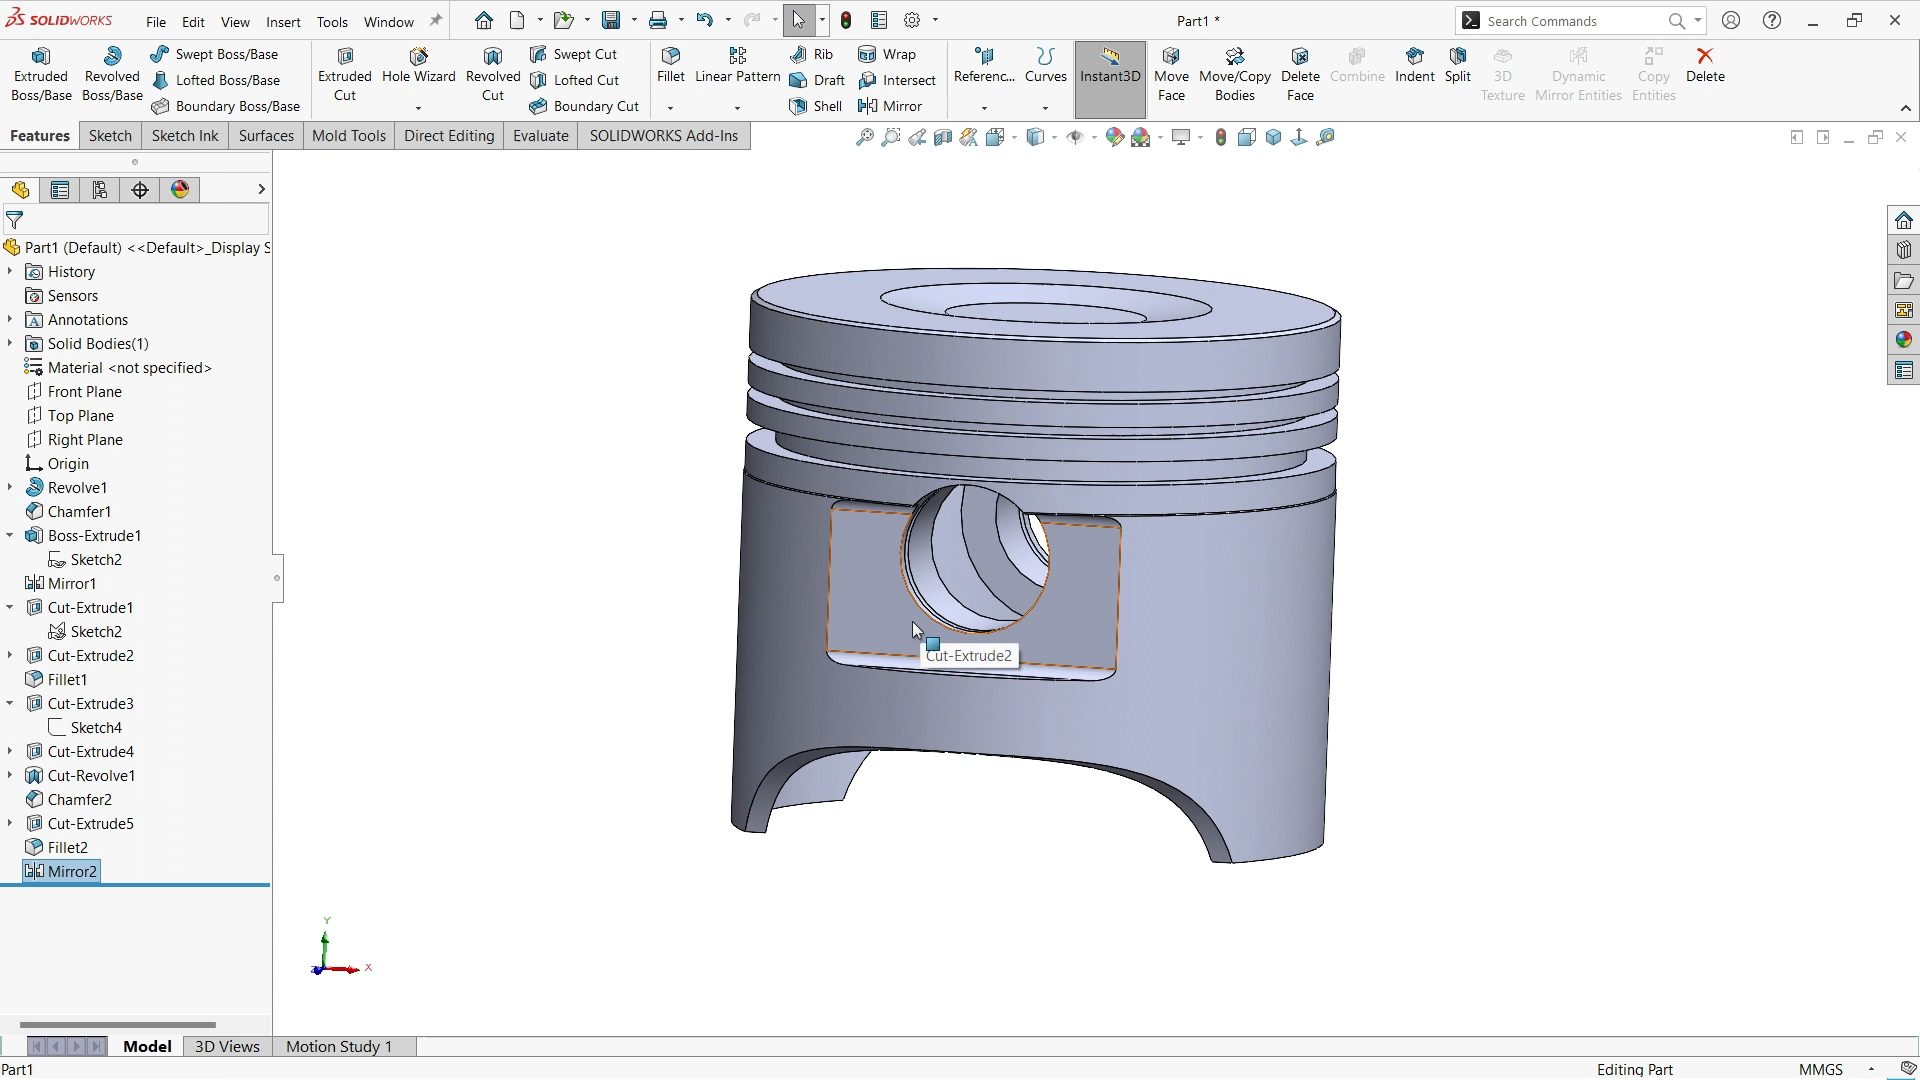 SOLIDWORKS File Edit View Insert Tools Window Part1 * Search Commands
Extruded Boss/Base
Revolved Boss/Base
Swept Boss/Base
Lofted Boss/Base
Boundary Boss/Base
Extruded Cut
Hole Wizard
Revolved Cut
Swept Cut
Lofted Cut
Boundary Cut
Fillet
Linear Pattern
Rib
Draft
Shell
Wrap
Intersect
Mirror
Referenc...
Curves
Instant3D
Move Face
Move/Copy Bodies
Delete Face
Combine
Indent
Split
3D Texture
Dynamic Mirror Entities
Copy Entities
Delete
Features Sketch Sketch Ink Surfaces Mold Tools Direct Editing Evaluate SOLIDWORKS Add-Ins
Part1 (Default) <<Default>_Display S
History
Sensors
Annotations
Solid Bodies(1)
Material <not specified>
Front Plane
Top Plane
Right Plane
Origin
Revolve1
Chamfer1
Boss-Extrude1
Sketch2
Mirror1
Cut-Extrude1
Sketch2
Cut-Extrude2
Fillet1
Cut-Extrude3
Sketch4
Cut-Extrude4
Cut-Revolve1
Chamfer2
Cut-Extrude5
Fillet2
Mirror2
Cut-Extrude2
Y
X
Z
Model 3D Views Motion Study 1
Part1 Editing Part MMGS